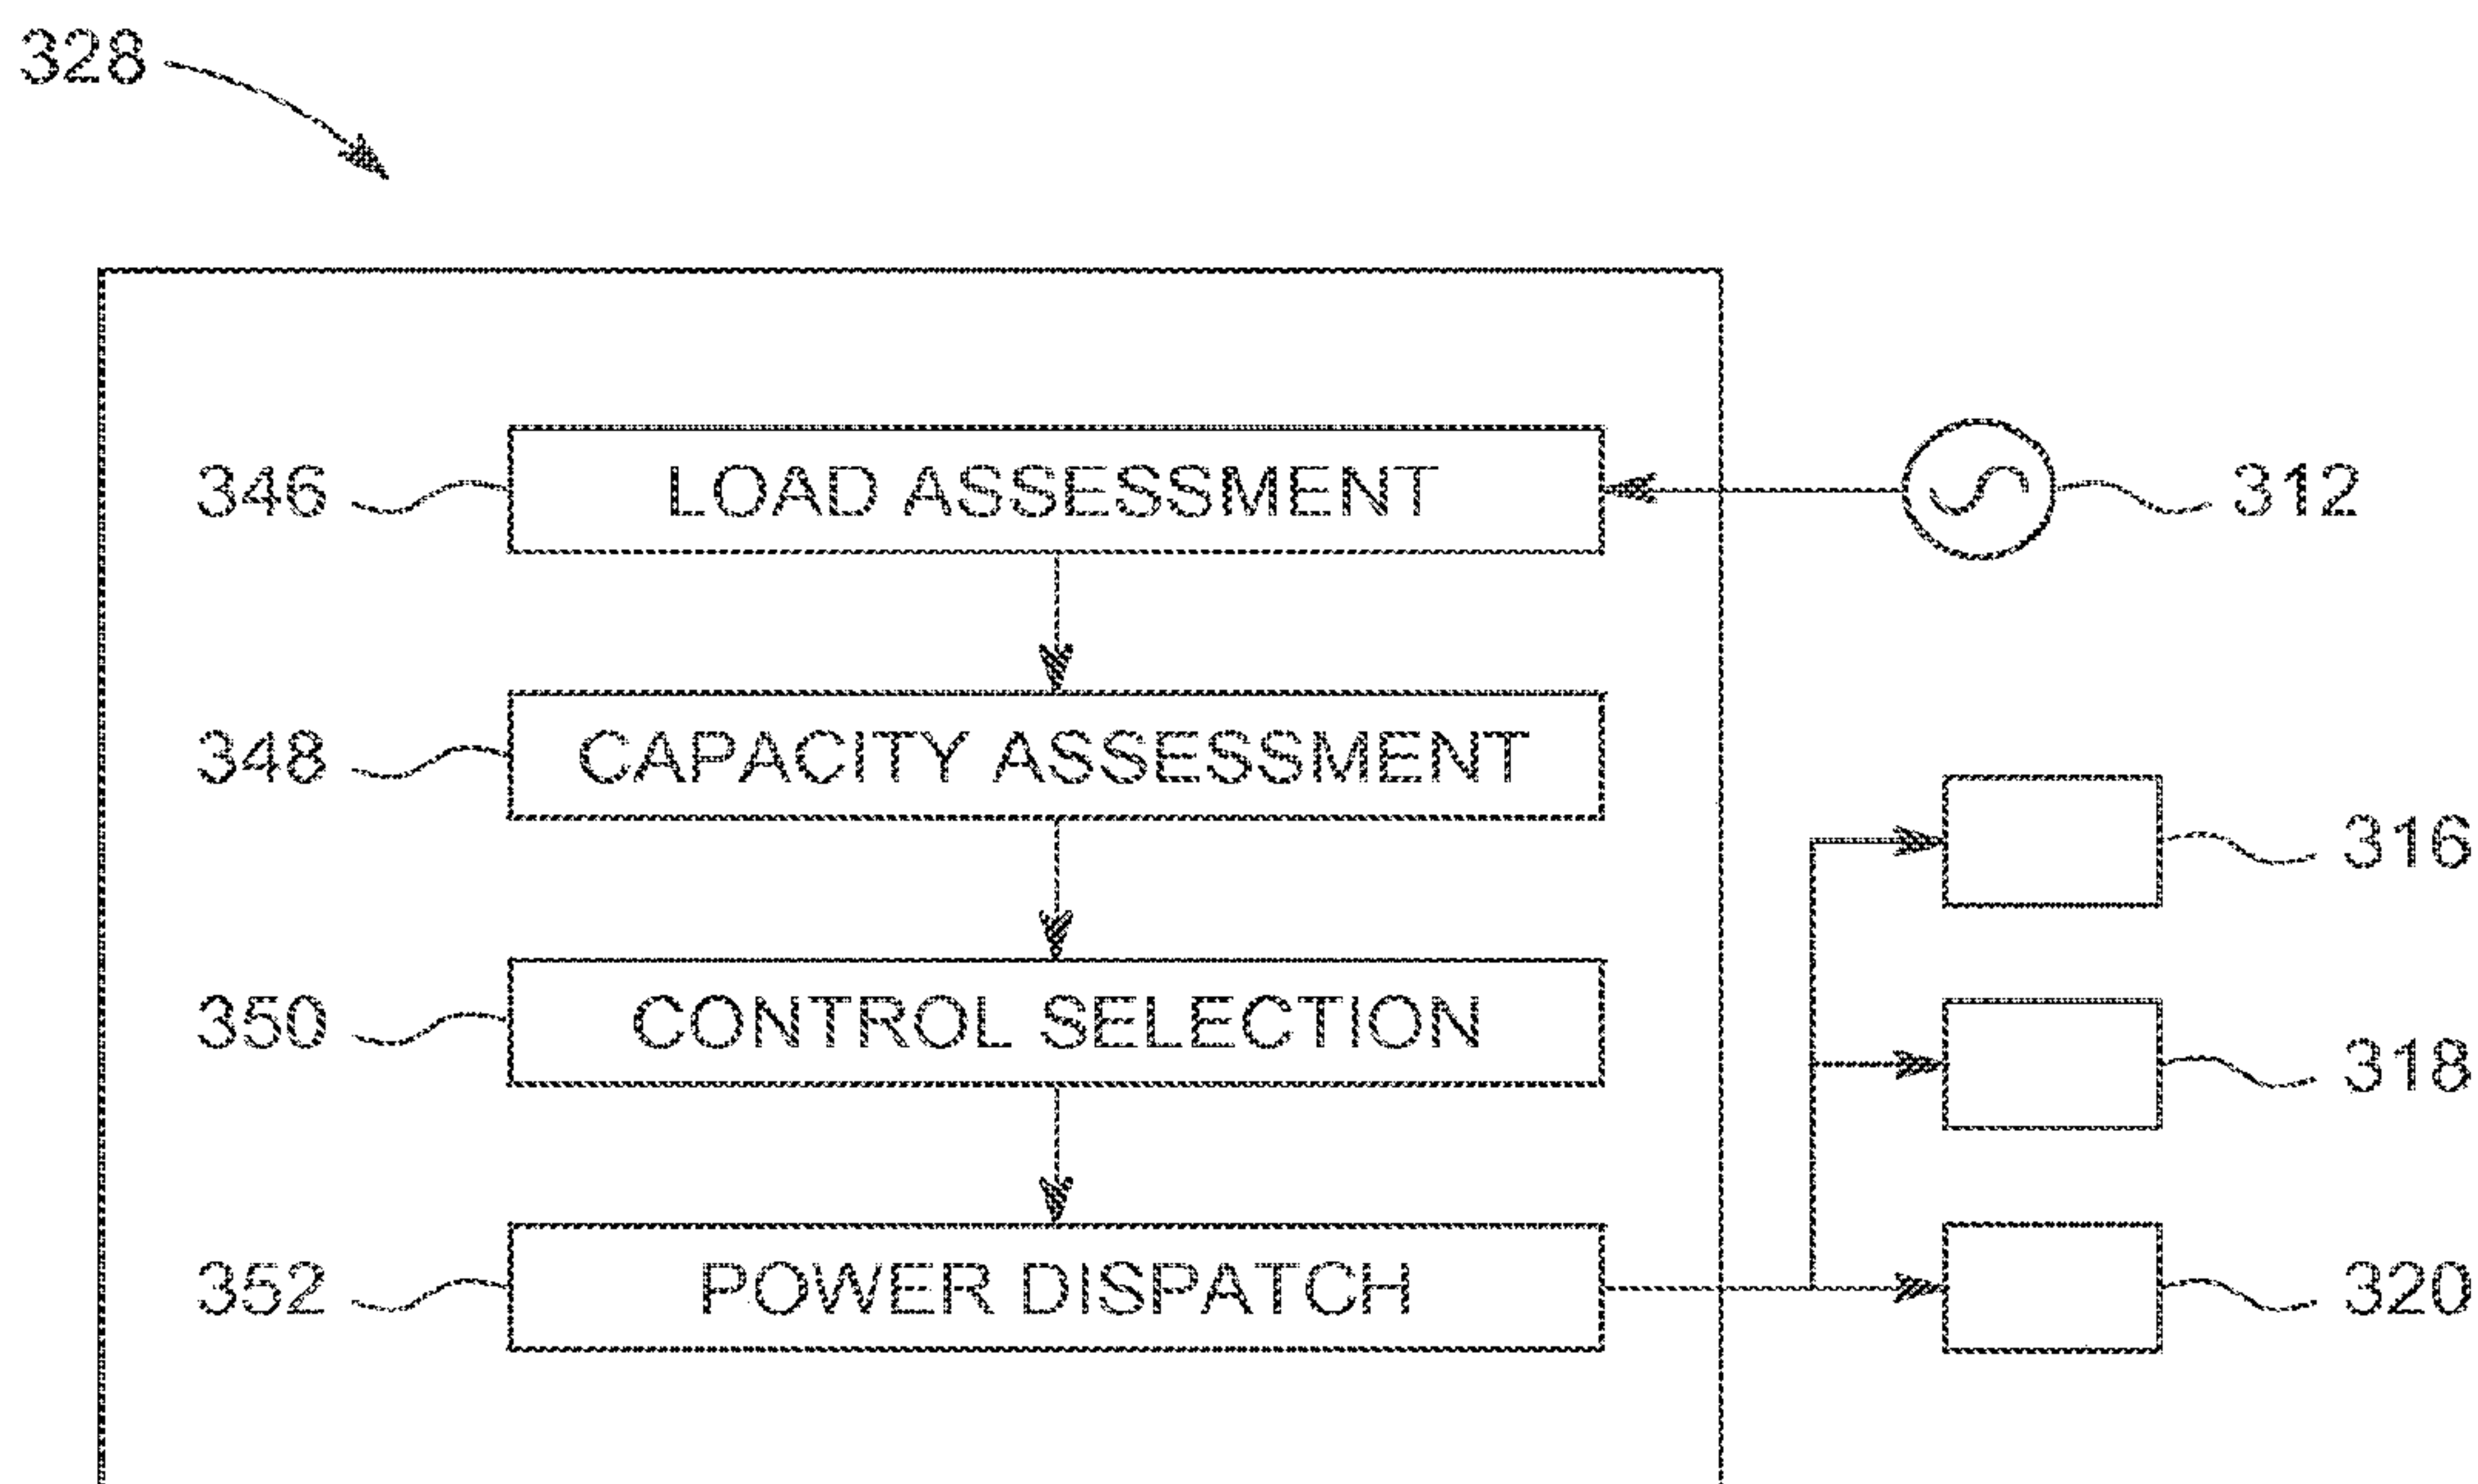 328
346 LOAD ASSESSMENT 312
348 CAPACITY ASSESSMENT
316
350 CONTROL SELECTION
318
352 POWER DISPATCH 320